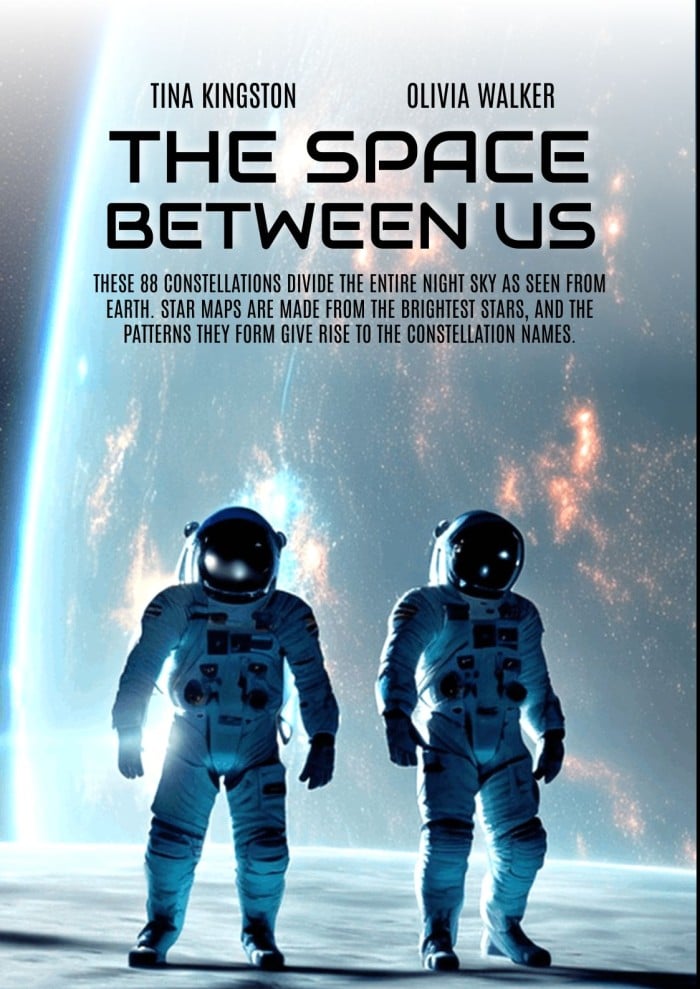 TINA KINGSTON OLIVIA WALKER
THE SPACE
BETWEEN US
THESE 88 CONSTELLATIONS DIVIDE THE ENTIRE NIGHT SKY AS SEEN FROM
EARTH. STAR MAPS ARE MADE FROM THE BRIGHTEST STARS, AND THE
PATTERNS THEY FORM GIVE RISE TO THE CONSTELLATION NAMES.